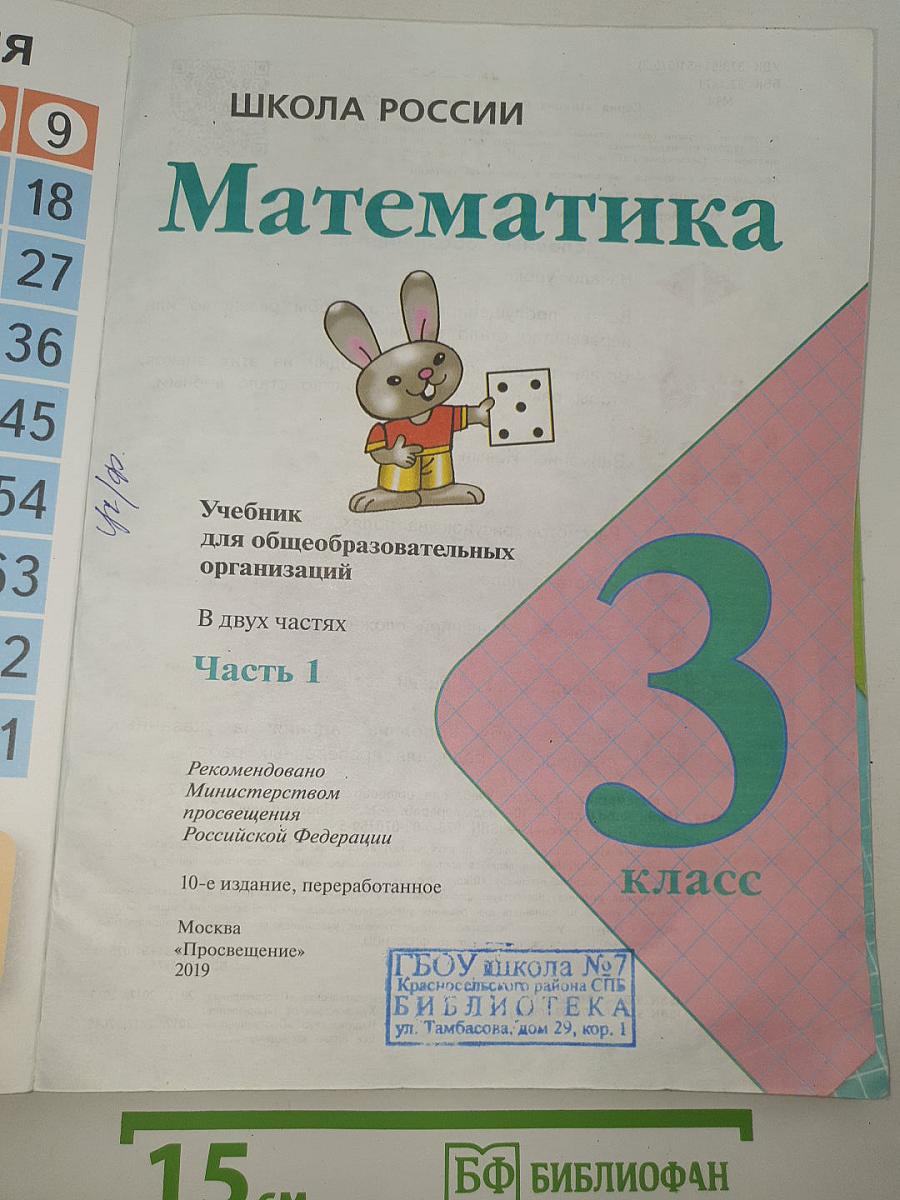 я
9
18
27
36
45
54
63
2
1
ШКОЛА РОССИИ
Математика
Учебник
для общеобразовательных
организаций
В двух частях
Часть 1
Рекомендовано
Министерством
просвещения
Российской Федерации
10-е издание, переработанное
Москва
«Просвещение»
2019
3
класс
ГБОУ школа №7
Красносельского района СПБ
БИБЛИОТЕКА
ул. Тамбасова, дом 29, кор. 1
15 см
БФ БИБЛИОФАН